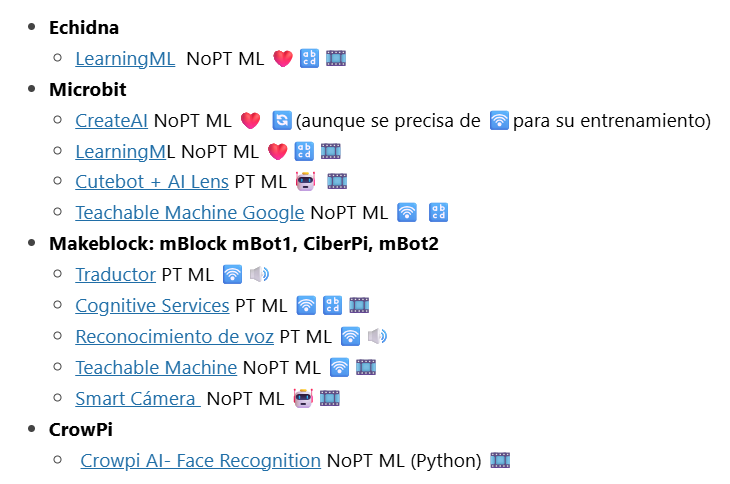 Echidna
LearningML NoPT ML ❤️ 🔡 🎞️
Microbit
CreateAI NoPT ML ❤️ 🔄 (aunque se precisa de 🛜 para su entrenamiento)
LearningML NoPT ML ❤️ 🔡 🎞️
Cutebot + AI Lens PT ML 🤖 🎞️
Teachable Machine Google NoPT ML 🛜 🔡
Makeblock: mBlock mBot1, CiberPi, mBot2
Traductor PT ML 🛜 🔊
Cognitive Services PT ML 🛜 🔡 🎞️
Reconocimiento de voz PT ML 🛜 🔊
Teachable Machine NoPT ML 🛜 🎞️
Smart Cámera NoPT ML 🤖 🎞️
CrowPi
Crowpi AI- Face Recognition NoPT ML (Python) 🎞️